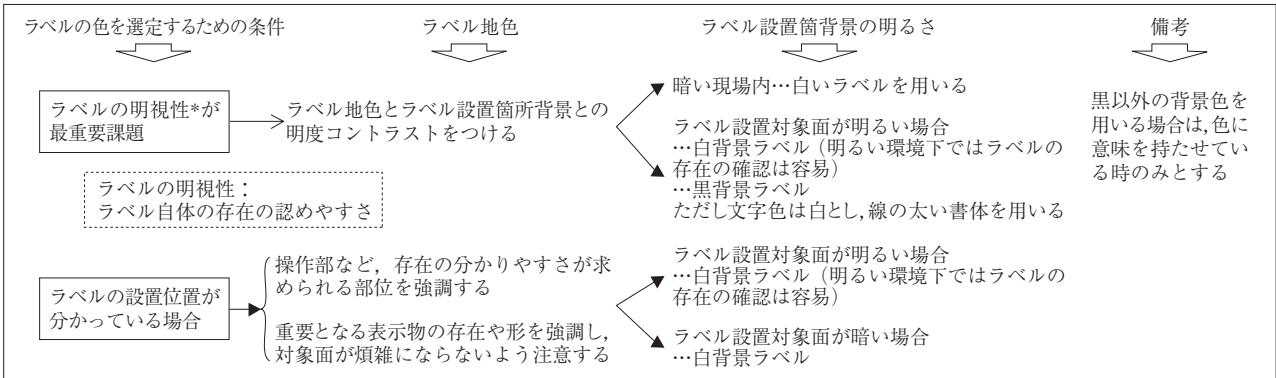 ラベルの色を選定するための条件
ラベル地色
ラベル設置箇背景の明るさ
備考
ラベルの明視性*が
最重要課題
ラベル地色とラベル設置箇所背景との
明度コントラストをつける
暗い現場内…白いラベルを用いる
ラベル設置対象面が明るい場合
…白背景ラベル（明るい環境下ではラベルの
存在の確認は容易）
…黒背景ラベル
ただし文字色は白とし,線の太い書体を用いる
黒以外の背景色を
用いる場合は,色に
意味を持たせてい
る時のみとする
ラベルの明視性：
ラベル自体の存在の認めやすさ
ラベルの設置位置が
分かっている場合
操作部など，存在の分かりやすさが求
められる部位を強調する
重要となる表示物の存在や形を強調し,
対象面が煩雑にならないよう注意する
ラベル設置対象面が明るい場合
…白背景ラベル（明るい環境下ではラベルの
存在の確認は容易）
ラベル設置対象面が暗い場合
…白背景ラベル